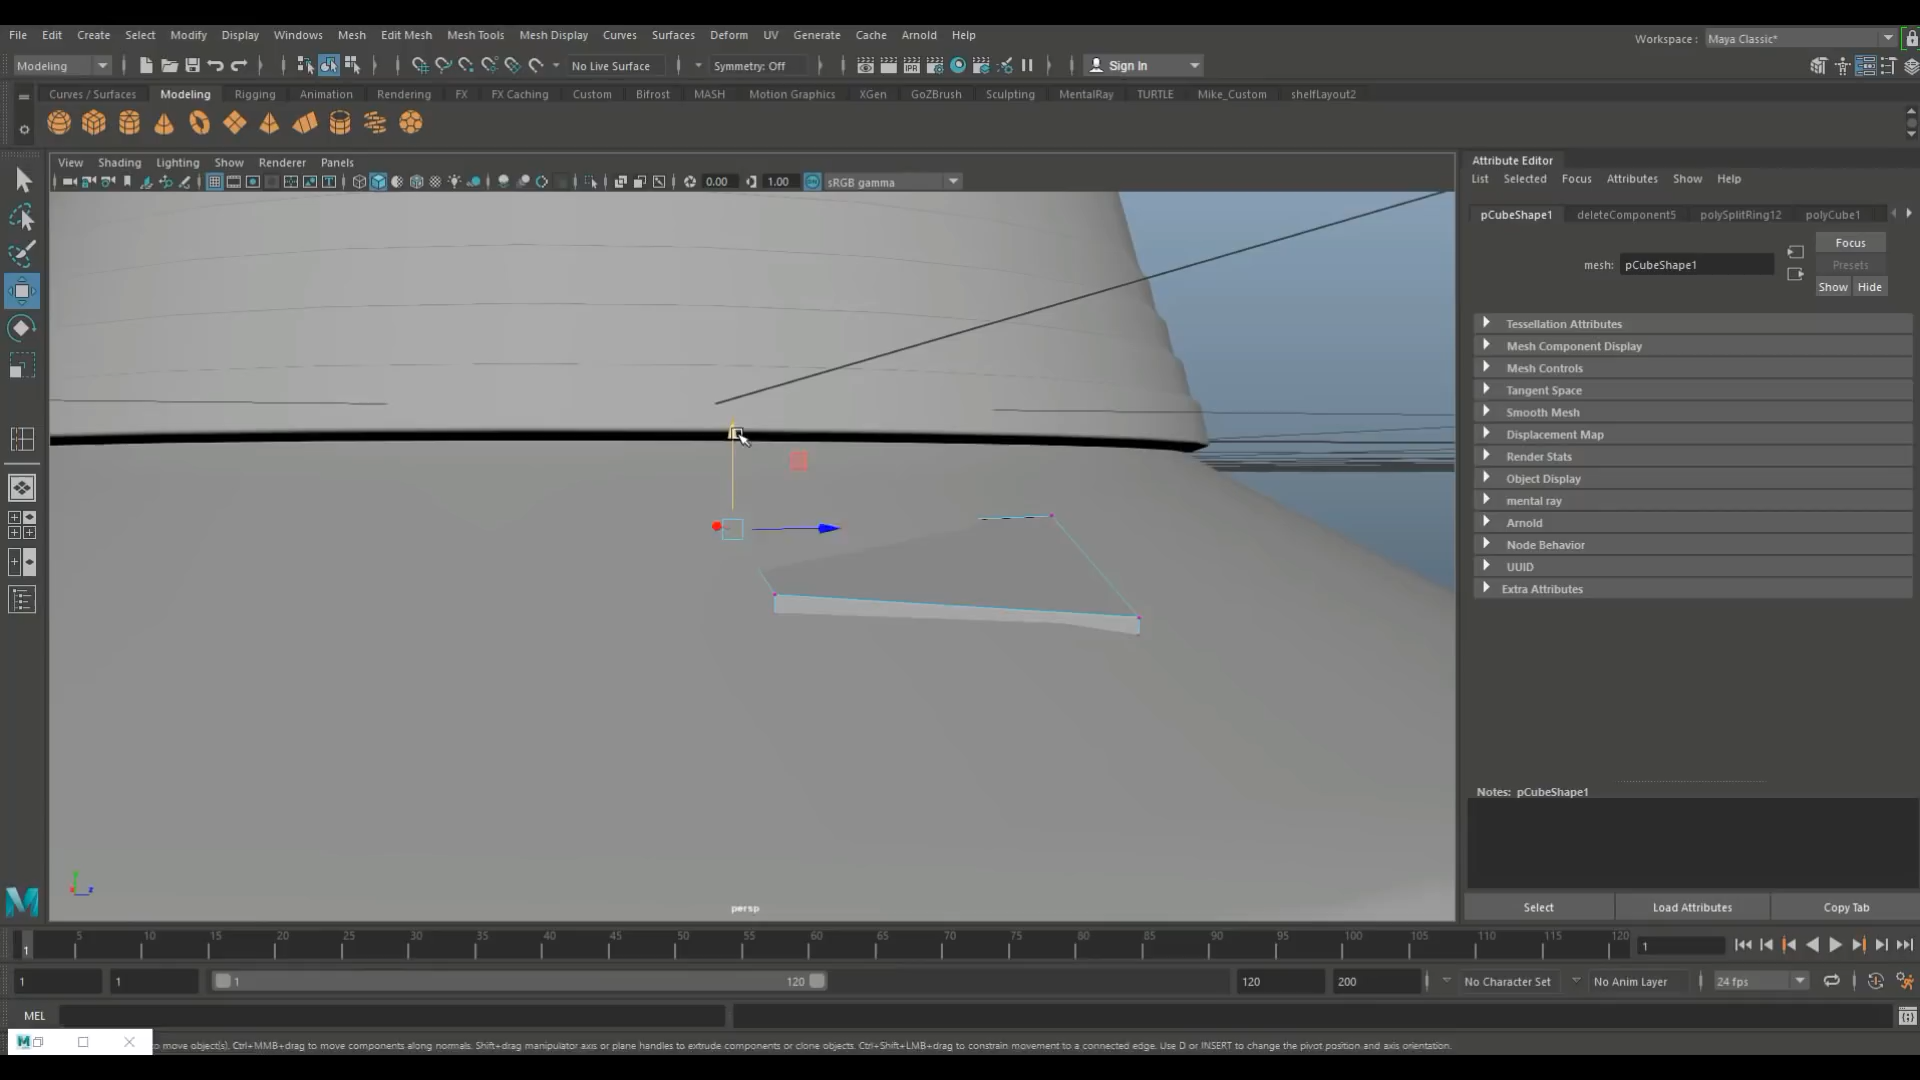 File Edit Create Select Modify Display Windows Mesh Edit Mesh Mesh Tools Mesh Display Curves Surfaces Deform UV Generate Cache Arnold Help
Workspace : Maya Classic*
Modeling No Live Surface Symmetry: Off Sign In
Curves / Surfaces Modeling Rigging Animation Rendering FX FX Caching Custom Bifrost MASH Motion Graphics XGen GoZBrush Sculpting MentalRay TURTLE Mike_Custom shelfLayout2
View Shading Lighting Show Renderer Panels
0.00 1.00 sRGB gamma
Attribute Editor
List Selected Focus Attributes Show Help
pCubeShape1 deleteComponent5 polySplitRing12 polyCube1
Focus
mesh: pCubeShape1
Presets
Show Hide
Tessellation Attributes
Mesh Component Display
Mesh Controls
Tangent Space
Smooth Mesh
Displacement Map
Render Stats
Object Display
mental ray
Arnold
Node Behavior
UUID
Extra Attributes
Notes: pCubeShape1
Select Load Attributes Copy Tab
persp
1 5 10 15 20 25 30 35 40 45 50 55 60 65 70 75 80 85 90 95 100 105 110 115 120 1
1 1 1 120 120 200 No Character Set No Anim Layer 24 fps
MEL
to move object(s). Ctrl+MMB+drag to move components along normals. Shift+drag manipulator axis or plane handles to extrude components or clone objects. Ctrl+Shift+LMB+drag to constrain movement to a connected edge. Use D or INSERT to change the pivot position and axis orientation.